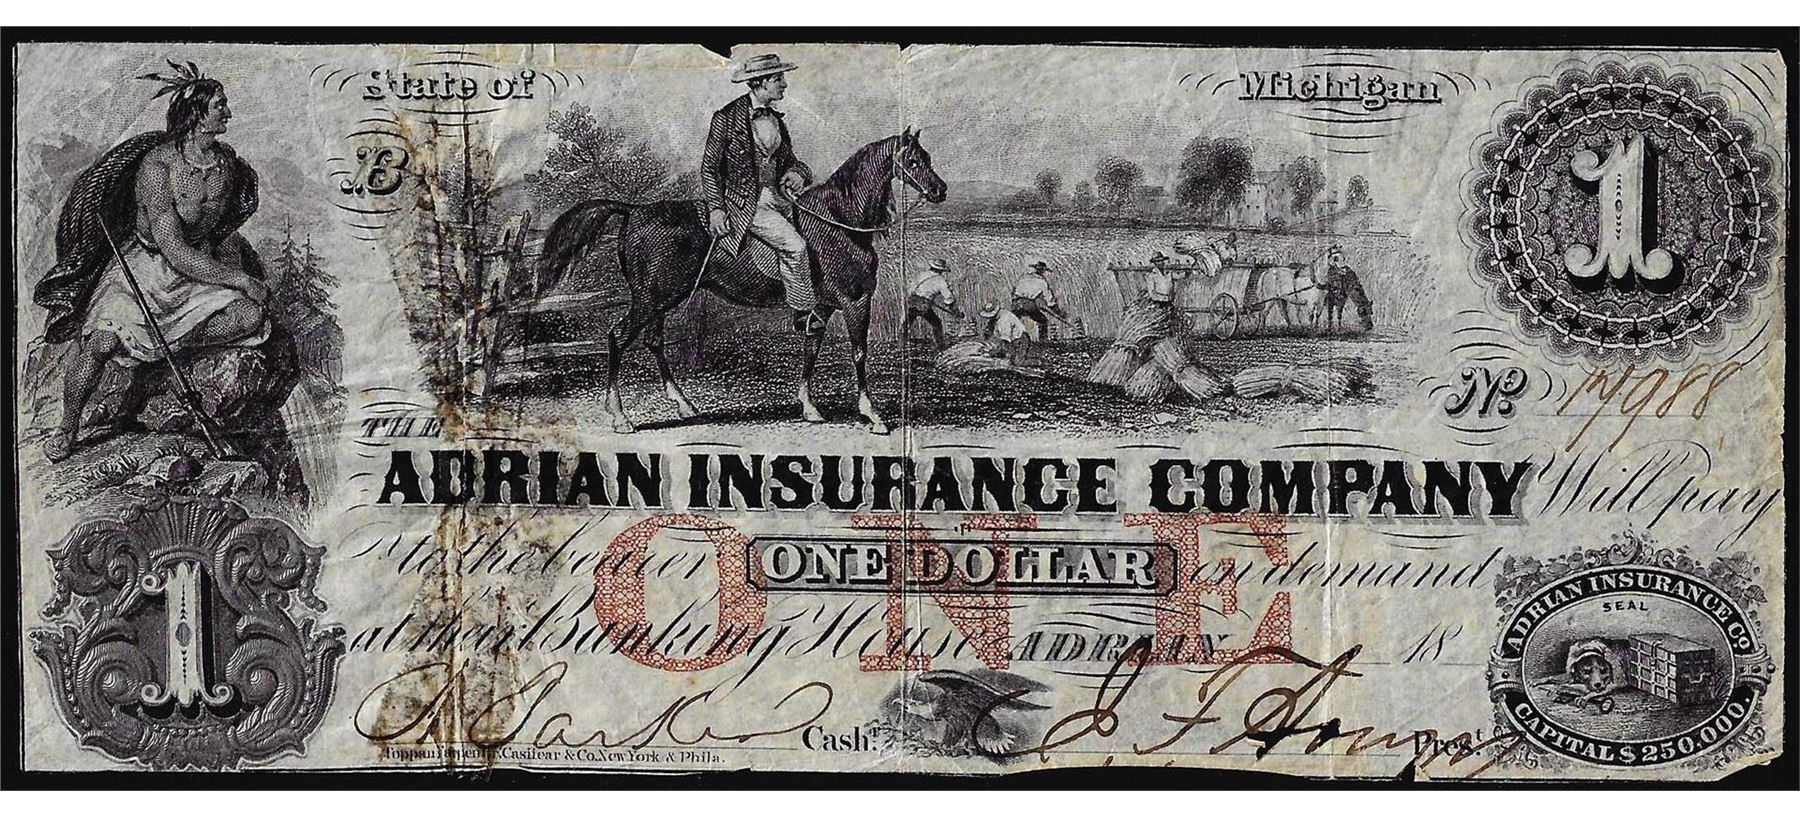 State of Michigan
B
1
No 17988
THE
ADRIAN INSURANCE COMPANY Will pay
ONE
to the bearer ONE DOLLAR on demand
at their Banking House ADRIAN 18
1
ADRIAN INSURANCE CO.
SEAL
CAPITAL $250.000.
Cash.r
Pres.t
Toppan, Carpenter, Casilear & Co. New York & Phila.